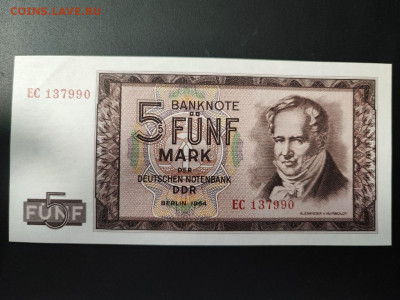 COINS.LAVE.RU
EC 137990
BANKNOTE
5 FÜNF
MARK
DER
DEUTSCHEN NOTENBANK
DDR
BERLIN 1964
EC 137990
ALEXANDER V. HUMBOLDT
5
FÜNF